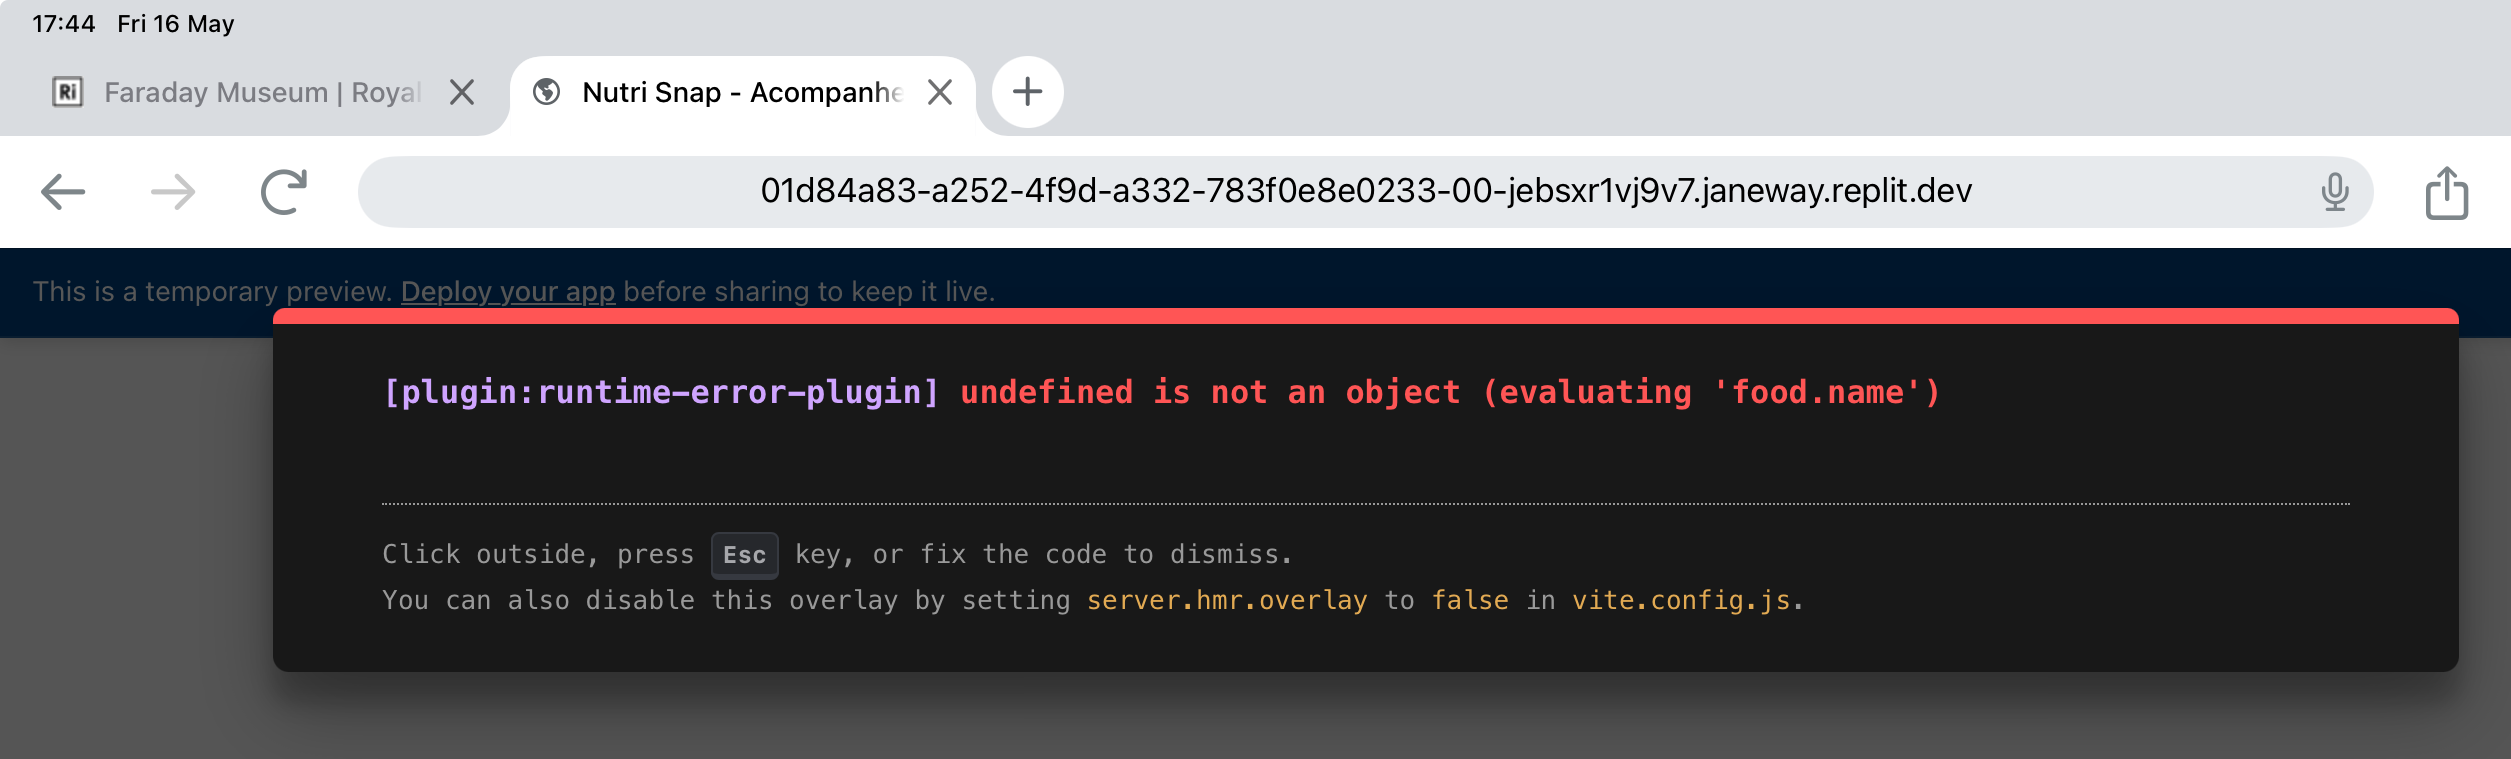 17:44 Fri 16 May
Ri Faraday Museum | Royal
Nutri Snap - Acompanhe
01d84a83-a252-4f9d-a332-783f0e8e0233-00-jebsxr1vj9v7.janeway.replit.dev
This is a temporary preview. Deploy your app before sharing to keep it live.
[plugin:runtime-error-plugin] undefined is not an object (evaluating 'food.name')
Click outside, press Esc key, or fix the code to dismiss.
You can also disable this overlay by setting server.hmr.overlay to false in vite.config.js.